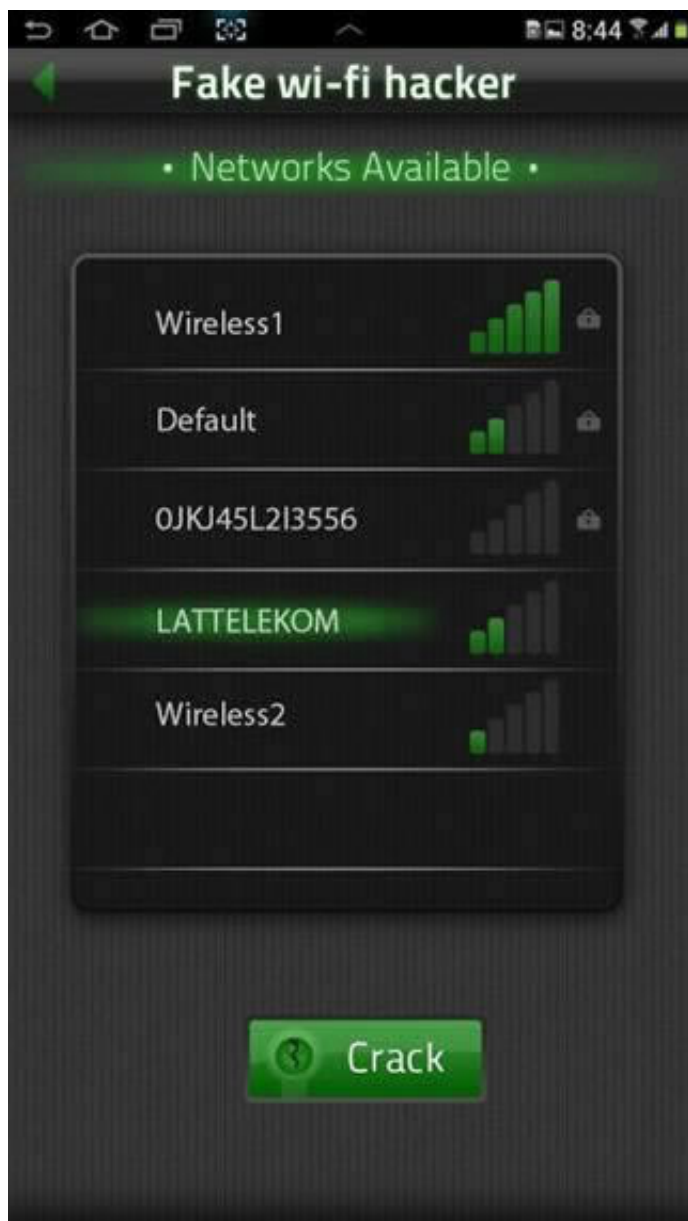 8:44
Fake wi-fi hacker
• Networks Available •
Wireless1
Default
0JKJ45L2I3556
LATTELEKOM
Wireless2
Crack